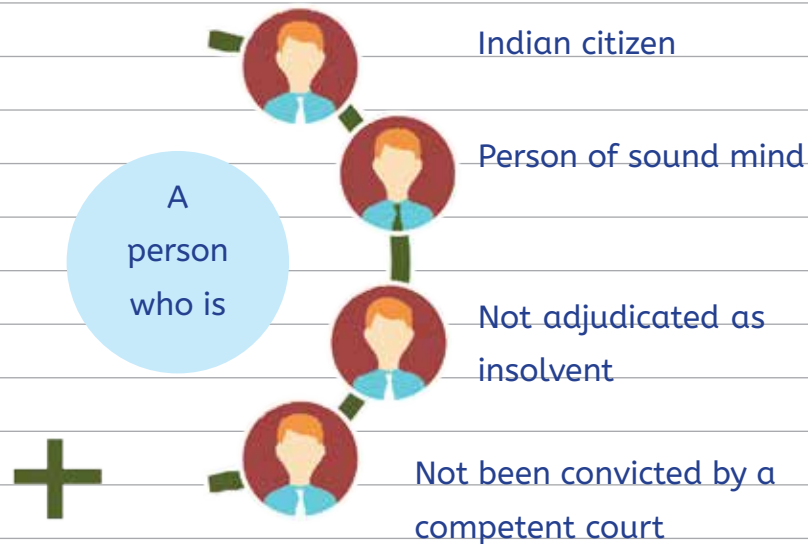 A
person
who is
Indian citizen
Person of sound mind
Not adjudicated as
insolvent
Not been convicted by a
competent court